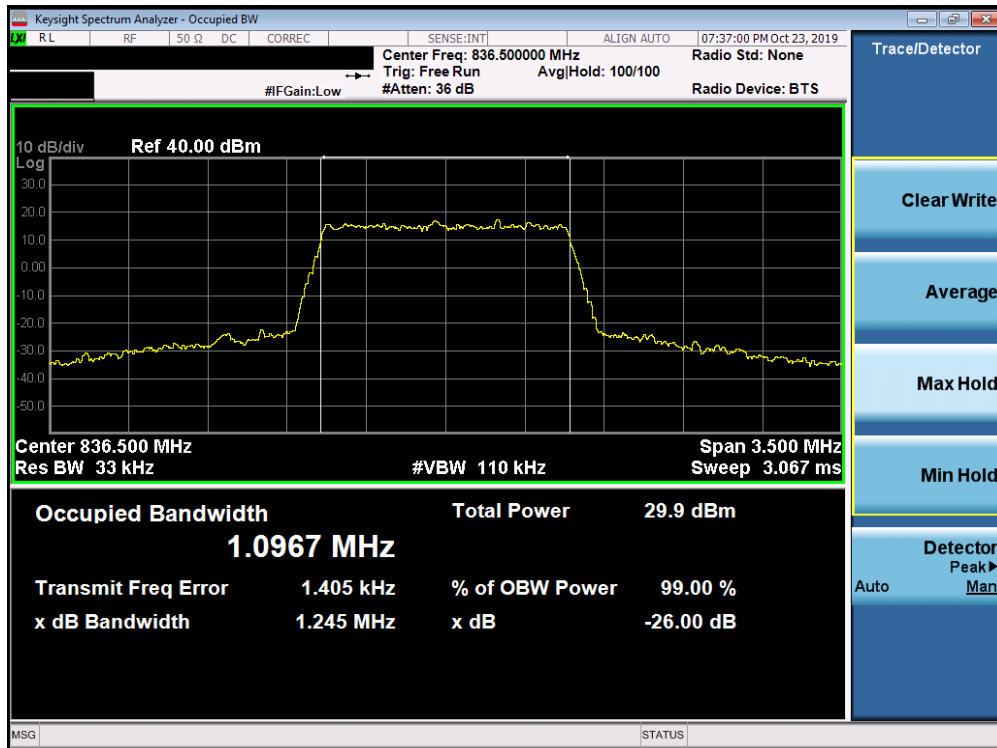 Keysight Spectrum Analyzer - Occupied BW
LXI RL RF 50 Ω DC CORREC SENSE:INT ALIGN AUTO 07:37:00 PM Oct 23, 2019
Center Freq: 836.500000 MHz Radio Std: None
Trig: Free Run Avg|Hold: 100/100
#IFGain:Low #Atten: 36 dB Radio Device: BTS
10 dB/div Ref 40.00 dBm
Log
30.0
20.0
10.0
0.00
-10.0
-20.0
-30.0
-40.0
-50.0
Center 836.500 MHz Span 3.500 MHz
Res BW 33 kHz #VBW 110 kHz Sweep 3.067 ms
Occupied Bandwidth Total Power 29.9 dBm
1.0967 MHz
Transmit Freq Error 1.405 kHz % of OBW Power 99.00 %
x dB Bandwidth 1.245 MHz x dB -26.00 dB
Trace/Detector
Clear Write
Average
Max Hold
Min Hold
Detector
Peak▶
Auto Man
MSG STATUS